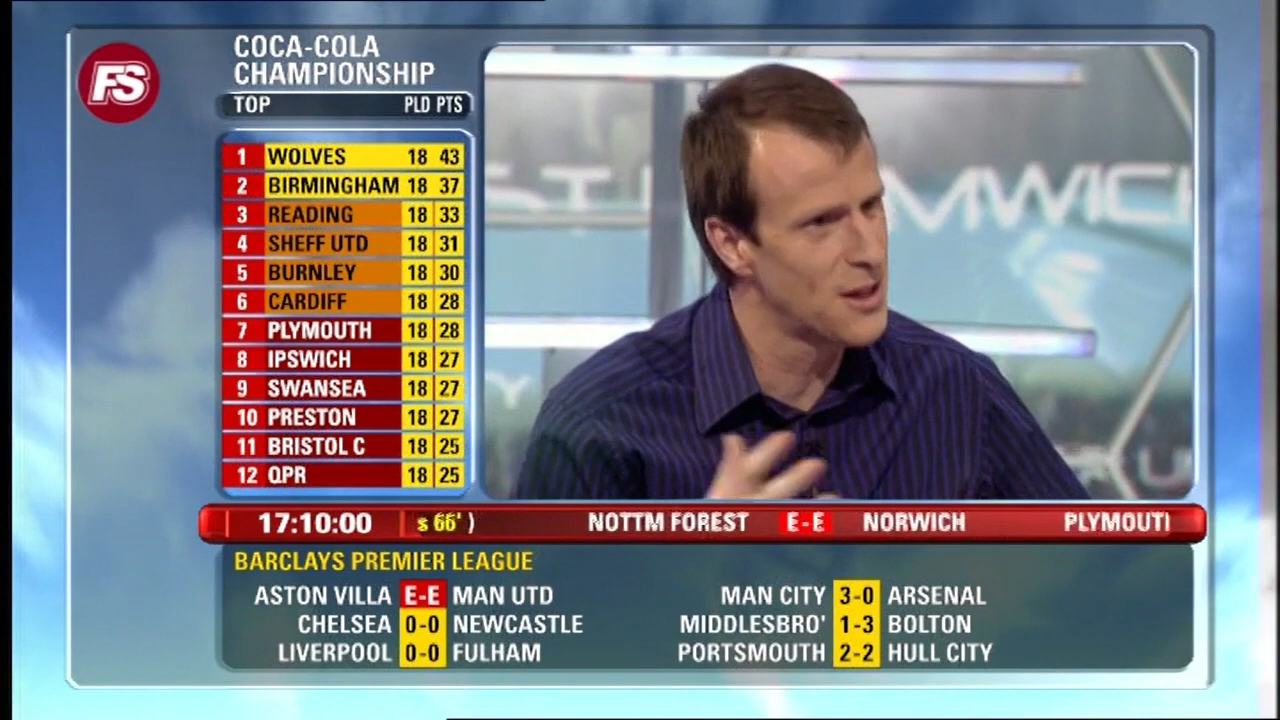 FS
COCA-COLA
CHAMPIONSHIP
TOP PLD PTS
1 WOLVES 18 43
2 BIRMINGHAM 18 37
3 READING 18 33
4 SHEFF UTD 18 31
5 BURNLEY 18 30
6 CARDIFF 18 28
7 PLYMOUTH 18 28
8 IPSWICH 18 27
9 SWANSEA 18 27
10 PRESTON 18 27
11 BRISTOL C 18 25
12 QPR 18 25
17:10:00 s 66' ) NOTTM FOREST E-E NORWICH PLYMOUTI
BARCLAYS PREMIER LEAGUE
ASTON VILLA E-E MAN UTD MAN CITY 3-0 ARSENAL
CHELSEA 0-0 NEWCASTLE MIDDLESBRO' 1-3 BOLTON
LIVERPOOL 0-0 FULHAM PORTSMOUTH 2-2 HULL CITY